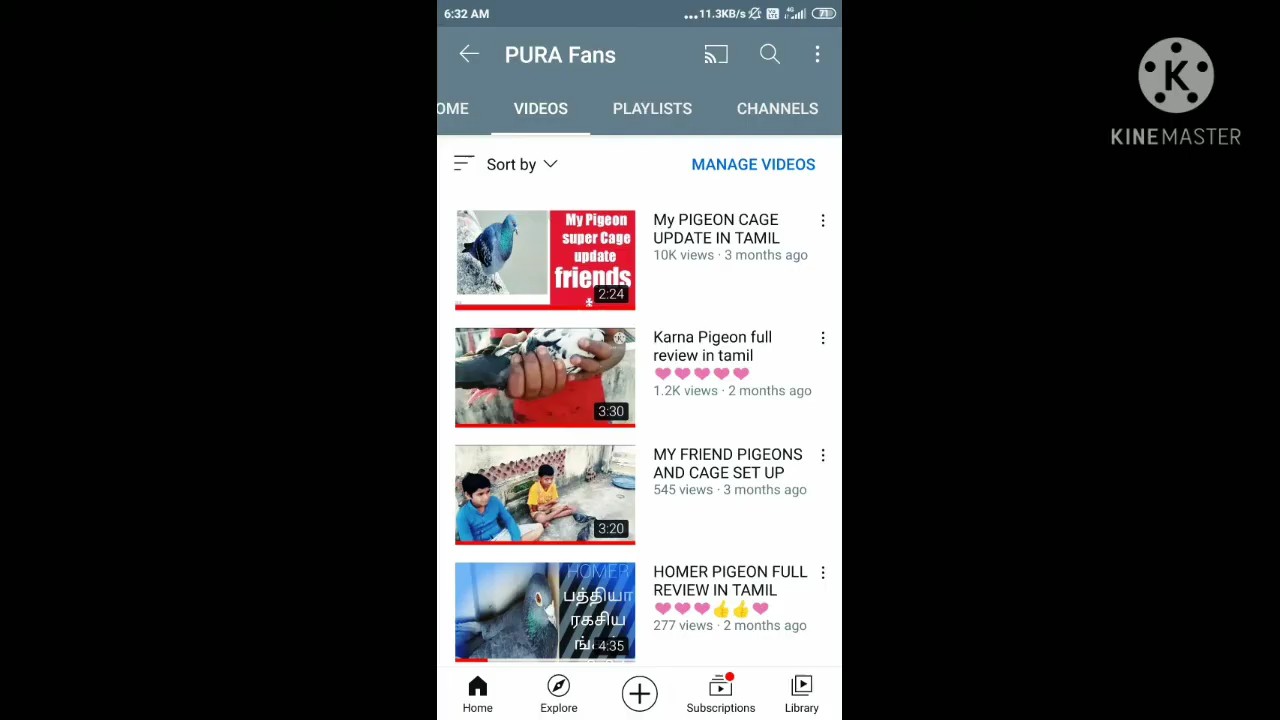 6:32 AM
...11.3KB/s
4G
71
PURA Fans
OME
VIDEOS
PLAYLISTS
CHANNELS
Sort by
MANAGE VIDEOS
My Pigeon
super Cage
update
friends
2:24
My PIGEON CAGE
UPDATE IN TAMIL
10K views · 3 months ago
3:30
Karna Pigeon full
review in tamil
1.2K views · 2 months ago
3:20
MY FRIEND PIGEONS
AND CAGE SET UP
545 views · 3 months ago
HOMER
பத்தியா
ரகசிய
ங்
4:35
HOMER PIGEON FULL
REVIEW IN TAMIL
277 views · 2 months ago
Home
Explore
Subscriptions
Library
K
KINEMASTER